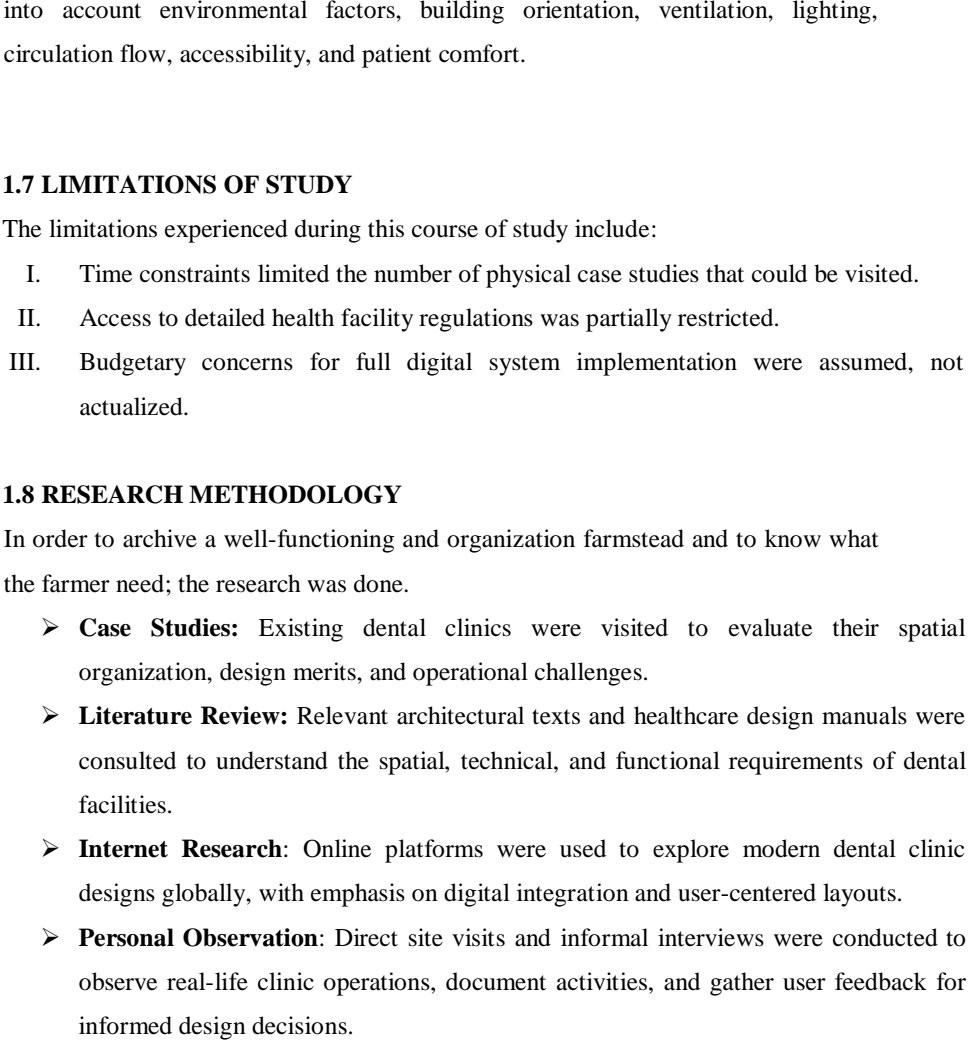 into account environmental factors, building orientation, ventilation, lighting,
circulation flow, accessibility, and patient comfort.
1.7 LIMITATIONS OF STUDY
The limitations experienced during this course of study include:
I. Time constraints limited the number of physical case studies that could be visited.
II. Access to detailed health facility regulations was partially restricted.
III. Budgetary concerns for full digital system implementation were assumed, not
actualized.
1.8 RESEARCH METHODOLOGY
In order to archive a well-functioning and organization farmstead and to know what
the farmer need; the research was done.
➢ Case Studies: Existing dental clinics were visited to evaluate their spatial
organization, design merits, and operational challenges.
➢ Literature Review: Relevant architectural texts and healthcare design manuals were
consulted to understand the spatial, technical, and functional requirements of dental
facilities.
➢ Internet Research: Online platforms were used to explore modern dental clinic
designs globally, with emphasis on digital integration and user-centered layouts.
➢ Personal Observation: Direct site visits and informal interviews were conducted to
observe real-life clinic operations, document activities, and gather user feedback for
informed design decisions.